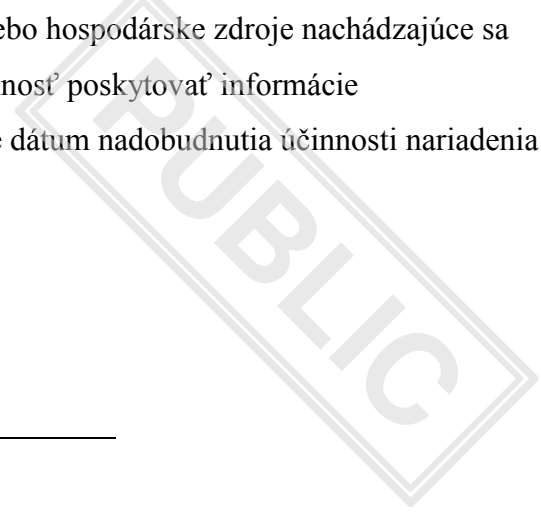 ebo hospodárske zdroje nachádzajúce sa
nosť poskytovať informácie
e dátum nadobudnutia účinnosti nariadenia
PUBLIC